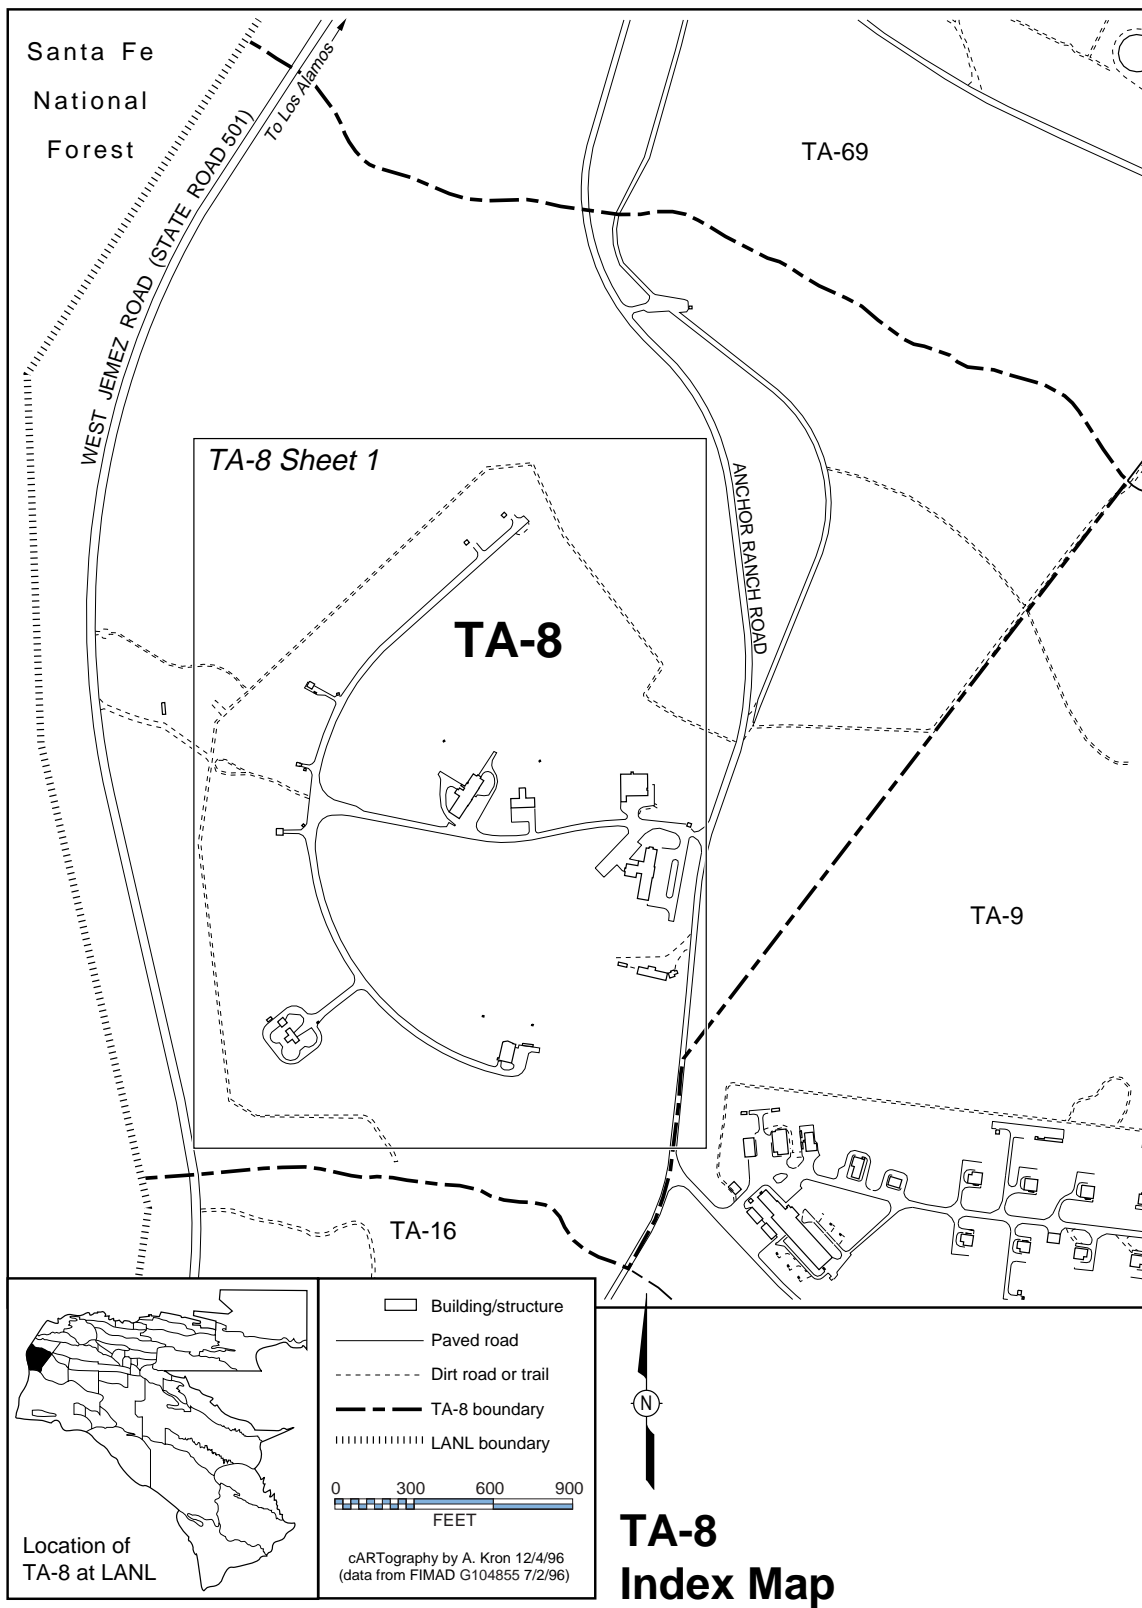 Santa Fe
National
Forest
To Los Alamos
WEST JEMEZ ROAD (STATE ROAD 501)
TA-69
TA-8 Sheet 1
ANCHOR RANCH ROAD
TA-8
TA-9
TA-16
Location of
TA-8 at LANL
Building/structure
Paved road
Dirt road or trail
TA-8 boundary
LANL boundary
0 300 600 900
FEET
cARTography by A. Kron 12/4/96
(data from FIMAD G104855 7/2/96)
N
TA-8
Index Map